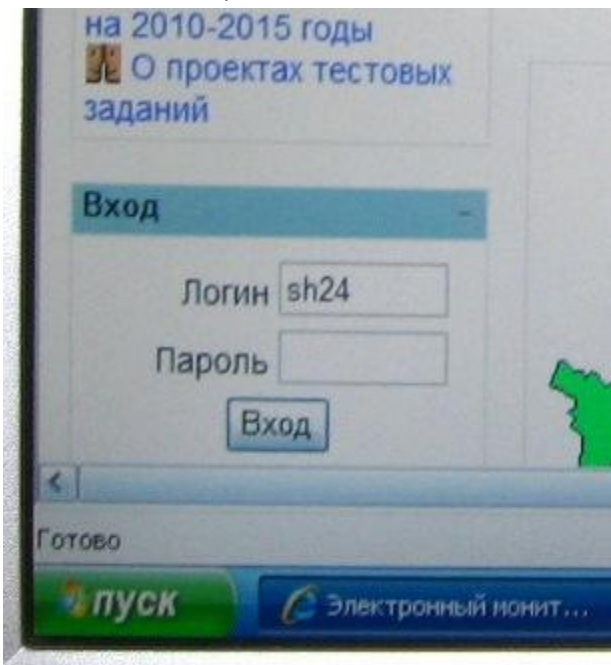 на 2010-2015 годы
О проектах тестовых
заданий
Вход
Логин sh24
Пароль
Вход
Готово
пуск
Электронный монит...